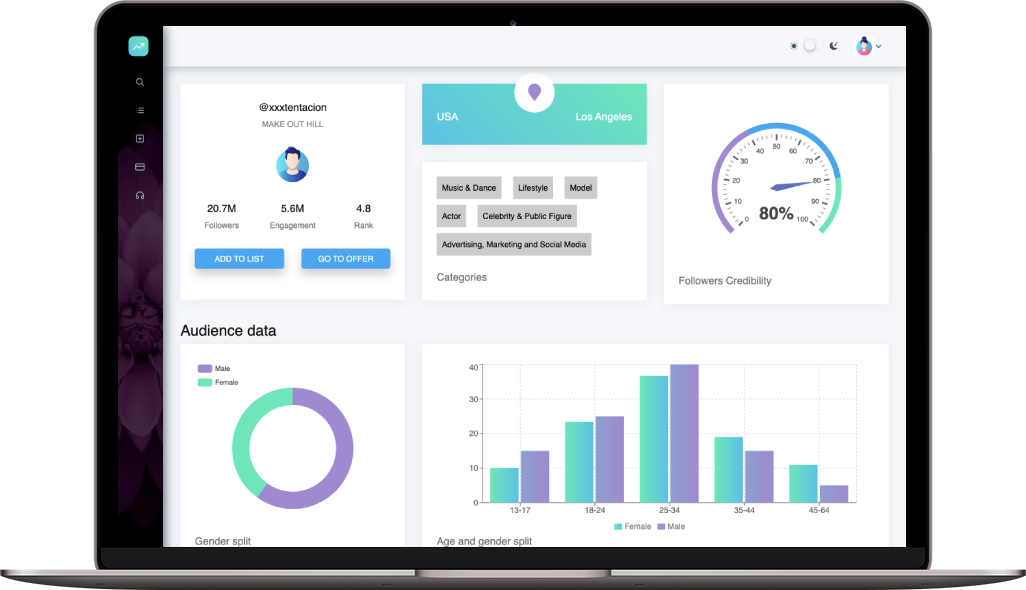 @xxxtentacion
MAKE OUT HILL
20.7M 5.6M 4.8
Followers Engagement Rank
ADD TO LIST GO TO OFFER
USA Los Angeles
Music & Dance Lifestyle Model
Actor Celebrity & Public Figure
Advertising, Marketing and Social Media
Categories
0 10 20 30 40 50 60 70 80 90 100
80%
Followers Credibility
Audience data
Male
Female
Gender split
40
30
20
10
0
13-17 18-24 25-34 35-44 45-64
Female Male
Age and gender split